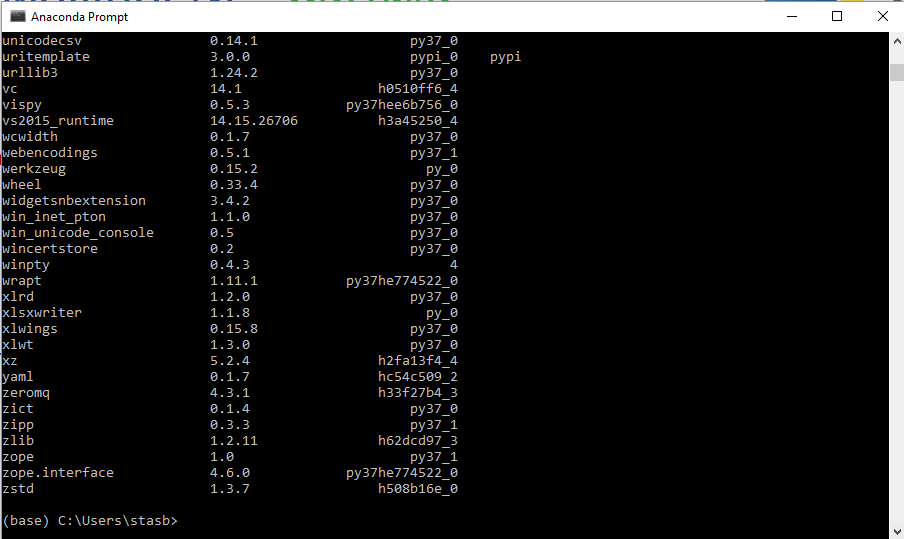 Anaconda Prompt
unicodecsv 0.14.1 py37_0
uritemplate 3.0.0 pypi_0 pypi
urllib3 1.24.2 py37_0
vc 14.1 h0510ff6_4
vispy 0.5.3 py37hee6b756_0
vs2015_runtime 14.15.26706 h3a45250_4
wcwidth 0.1.7 py37_0
webencodings 0.5.1 py37_1
werkzeug 0.15.2 py_0
wheel 0.33.4 py37_0
widgetsnbextension 3.4.2 py37_0
win_inet_pton 1.1.0 py37_0
win_unicode_console 0.5 py37_0
wincertstore 0.2 py37_0
winpty 0.4.3 4
wrapt 1.11.1 py37he774522_0
xlrd 1.2.0 py37_0
xlsxwriter 1.1.8 py_0
xlwings 0.15.8 py37_0
xlwt 1.3.0 py37_0
xz 5.2.4 h2fa13f4_4
yaml 0.1.7 hc54c509_2
zeromq 4.3.1 h33f27b4_3
zict 0.1.4 py37_0
zipp 0.3.3 py37_1
zlib 1.2.11 h62dcd97_3
zope 1.0 py37_1
zope.interface 4.6.0 py37he774522_0
zstd 1.3.7 h508b16e_0
(base) C:\Users\stasb>